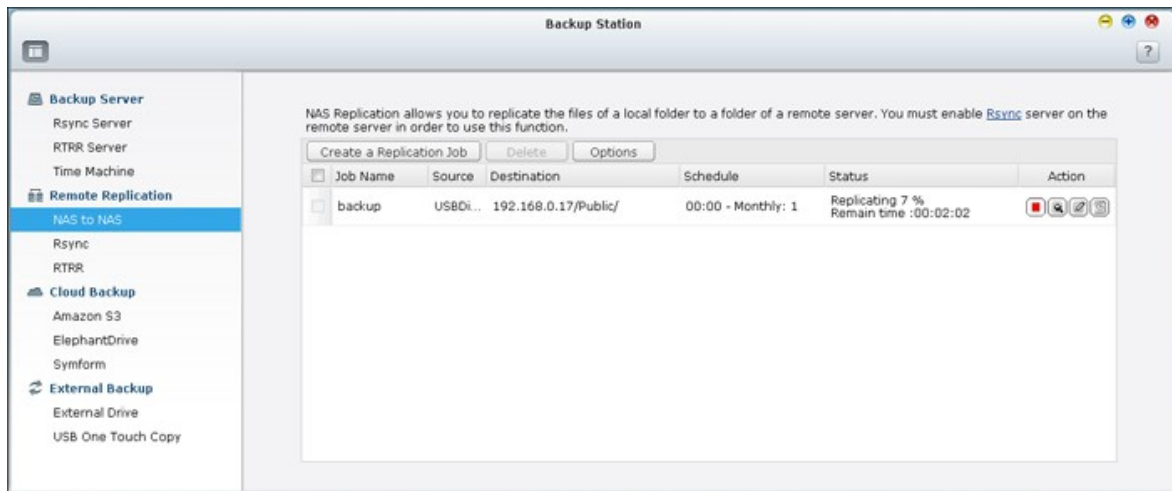 Backup Station
?
Backup Server
Rsync Server
RTRR Server
Time Machine
Remote Replication
NAS to NAS
Rsync
RTRR
Cloud Backup
Amazon S3
ElephantDrive
Symform
External Backup
External Drive
USB One Touch Copy
NAS Replication allows you to replicate the files of a local folder to a folder of a remote server. You must enable Rsync server on the
remote server in order to use this function.
Create a Replication Job Delete Options
Job Name Source Destination Schedule Status Action
backup USBDi... 192.168.0.17/Public/ 00:00 - Monthly: 1 Replicating 7 %
Remain time :00:02:02